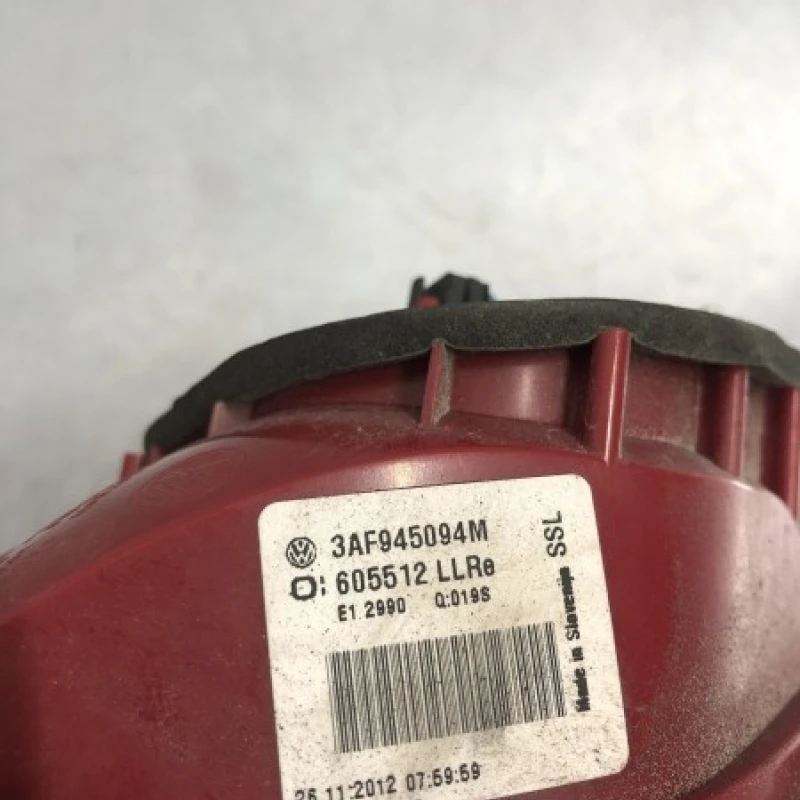 3AF945094M
605512 LLRe
E1 2990 Q:019S
26.11:2012 07:59:59
Made in Slovenija SSL